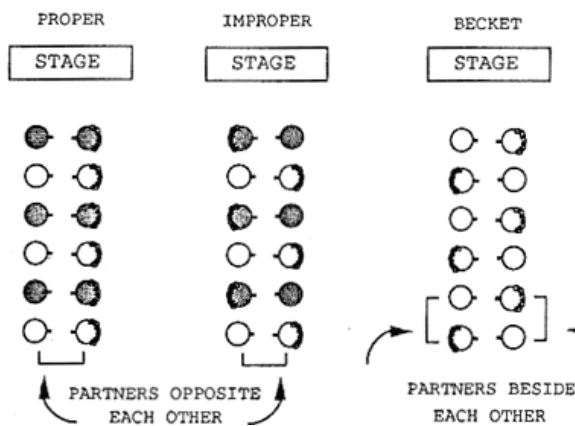 PROPER
IMPROPER
BECKET
STAGE
STAGE
STAGE
PARTNERS OPPOSITE
EACH OTHER
PARTNERS BESIDE
EACH OTHER